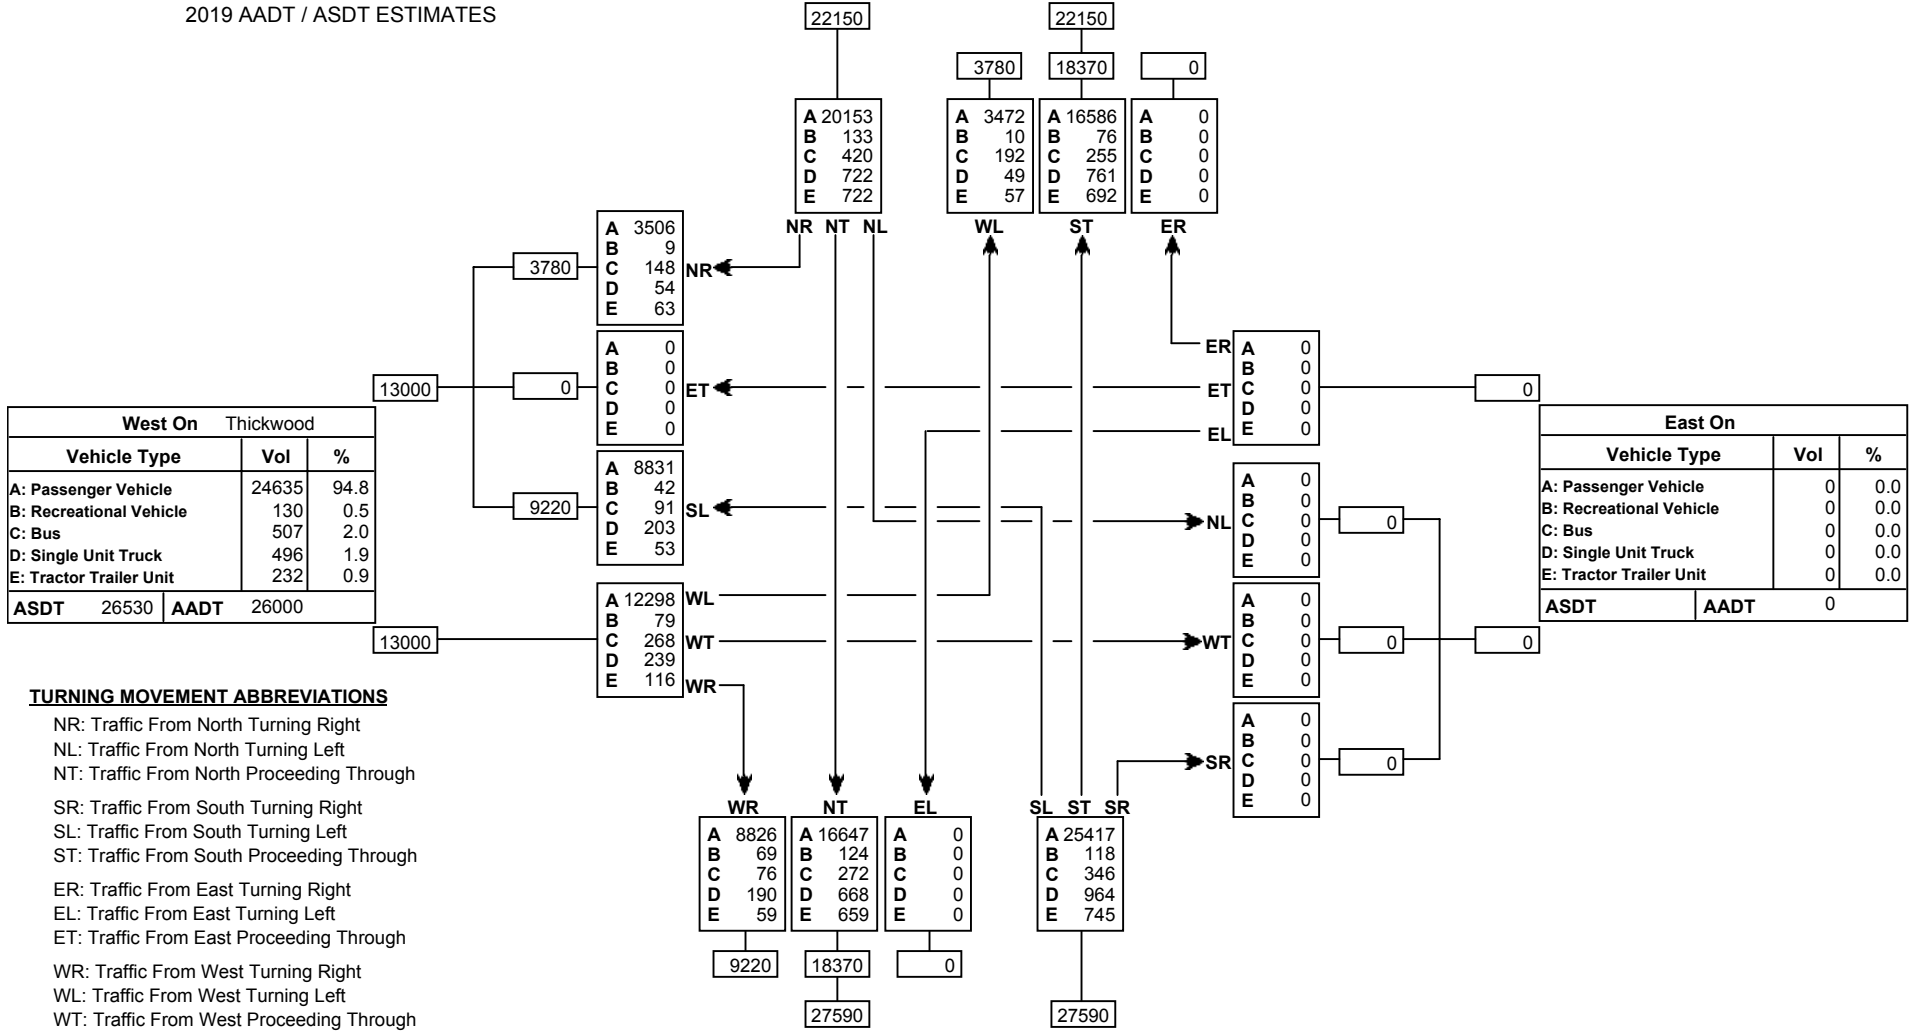 2019 AADT / ASDT ESTIMATES
22150
22150
3780
18370
0
A 20153
B 133
C 420
D 722
E 722
A 3472
B 10
C 192
D 49
E 57
A 16586
B 76
C 255
D 761
E 692
A 0
B 0
C 0
D 0
E 0
NR NT NL
WL
ST
ER
3780
A 3506
B 9
C 148
D 54
E 63
NR
13000
0
A 0
B 0
C 0
D 0
E 0
ET
9220
A 8831
B 42
C 91
D 203
E 53
SL
13000
A 12298
B 79
C 268
D 239
E 116
WL
WT
WR
West On Thickwood
Vehicle Type Vol %
A: Passenger Vehicle 24635 94.8
B: Recreational Vehicle 130 0.5
C: Bus 507 2.0
D: Single Unit Truck 496 1.9
E: Tractor Trailer Unit 232 0.9
ASDT 26530 AADT 26000
ER
ET
EL
A 0
B 0
C 0
D 0
E 0
0
NL
A 0
B 0
C 0
D 0
E 0
0
WT
A 0
B 0
C 0
D 0
E 0
0
0
SR
A 0
B 0
C 0
D 0
E 0
0
East On
Vehicle Type Vol %
A: Passenger Vehicle 0 0.0
B: Recreational Vehicle 0 0.0
C: Bus 0 0.0
D: Single Unit Truck 0 0.0
E: Tractor Trailer Unit 0 0.0
ASDT AADT 0
TURNING MOVEMENT ABBREVIATIONS
NR: Traffic From North Turning Right
NL: Traffic From North Turning Left
NT: Traffic From North Proceeding Through
SR: Traffic From South Turning Right
SL: Traffic From South Turning Left
ST: Traffic From South Proceeding Through
ER: Traffic From East Turning Right
EL: Traffic From East Turning Left
ET: Traffic From East Proceeding Through
WR: Traffic From West Turning Right
WL: Traffic From West Turning Left
WT: Traffic From West Proceeding Through
WR
NT
EL
SL ST SR
A 8826
B 69
C 76
D 190
E 59
A 16647
B 124
C 272
D 668
E 659
A 0
B 0
C 0
D 0
E 0
A 25417
B 118
C 346
D 964
E 745
9220
18370
0
27590
27590